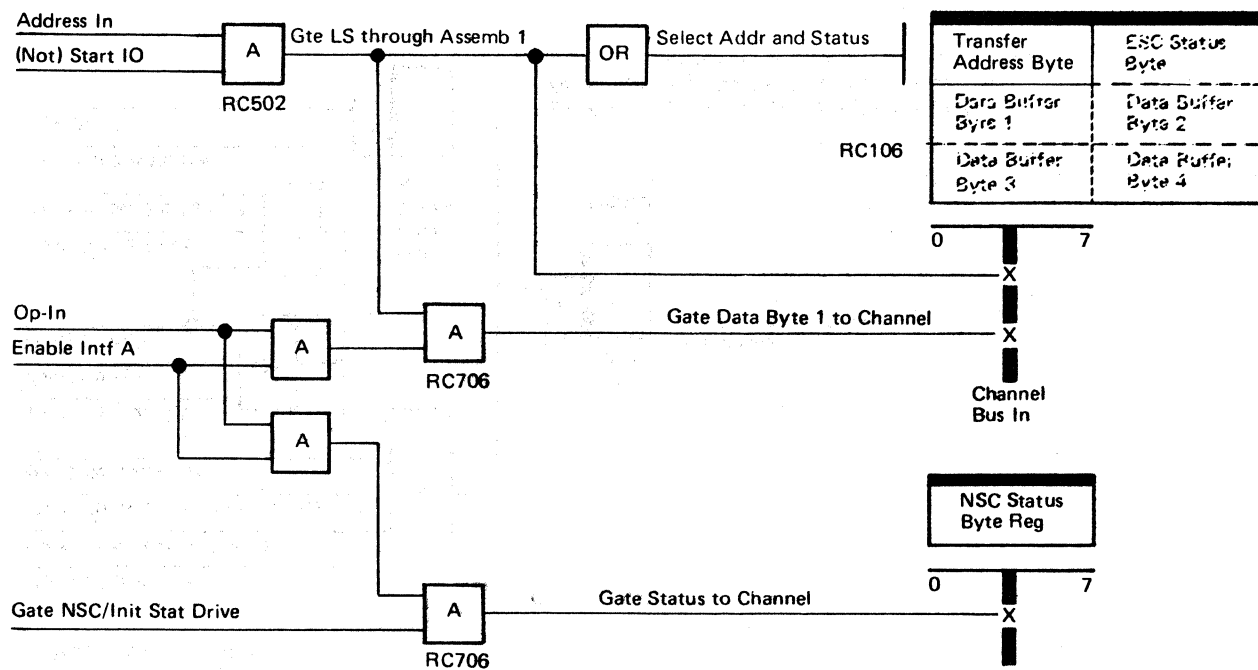 Address In
(Not) Start IO
A
RC502
Gte LS through Assemb 1
OR
Select Addr and Status
RC106
Transfer
Address Byte
ESC Status
Byte
Data Buffer
Byte 1
Data Buffer
Byte 2
Data Buffer
Byte 3
Data Buffer
Byte 4
0
7
X
Op-In
Enable Intf A
A
A
RC706
Gate Data Byte 1 to Channel
X
Channel
Bus In
A
NSC Status
Byte Reg
0
7
Gate NSC/Init Stat Drive
A
RC706
Gate Status to Channel
X